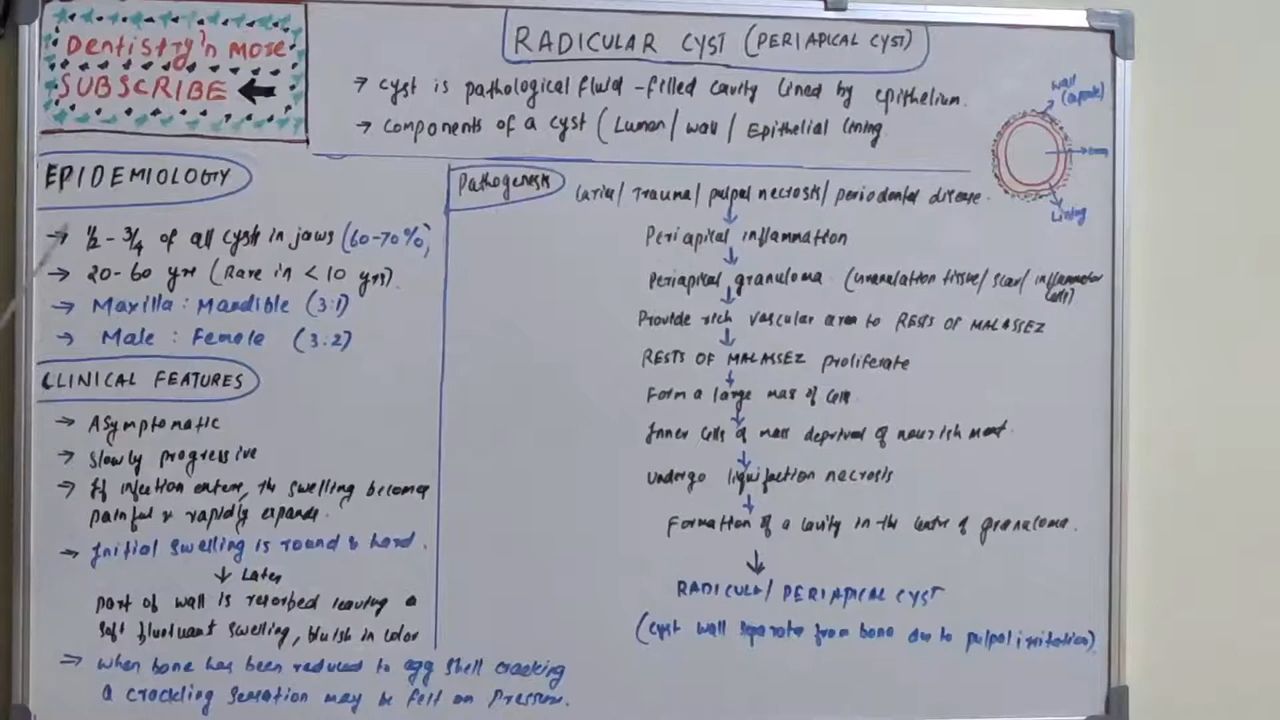 Dentistry'n more
SUBSCRIBE
RADICULAR CYST (PERIAPICAL CYST)
→ Cyst is pathological fluid-filled cavity lined by epithelium.
→ Components of a cyst (Lumen/wall/Epithelial lining
wall
(capsule)
Lining
EPIDEMIOLOGY
→ 1/2 - 3/4 of all cysts in jaws (60-70%)
→ 20-60 yrs (Rare in < 10 yrs)
→ Maxilla: Mandible (3:1)
→ Male: Female (3:2)
CLINICAL FEATURES
→ Asymptomatic
→ Slowly progressive
→ If infection enters, the swelling becomes
painful & rapidly expands.
→ Initial swelling is round & hard.
↓ Later
part of wall is resorbed leaving a
soft fluctuant swelling, bluish in color
⇒ when bone has been reduced to egg shell cracking
a crackling sensation may be felt on pressure.
Pathogenesis
Caries/Trauma/pulpal necrosis/periodontal disease.
↓
Periapical inflammation
↓
Periapical granuloma (Granulation tissue/scar/inflammator
cells)
↓
Provide rich vascular area to RESTS OF MALASSEZ
↓
RESTS OF MALASSEZ proliferate
↓
Form a large mass of cells
↓
Inner cells of mass deprived of nourishment
↓
undergo liquifaction necrosis
↓
Formation of a cavity in the centre of granuloma.
↓
RADICULAR/PERIAPICAL CYST
(cyst wall separate from bone due to pulpal irritation)